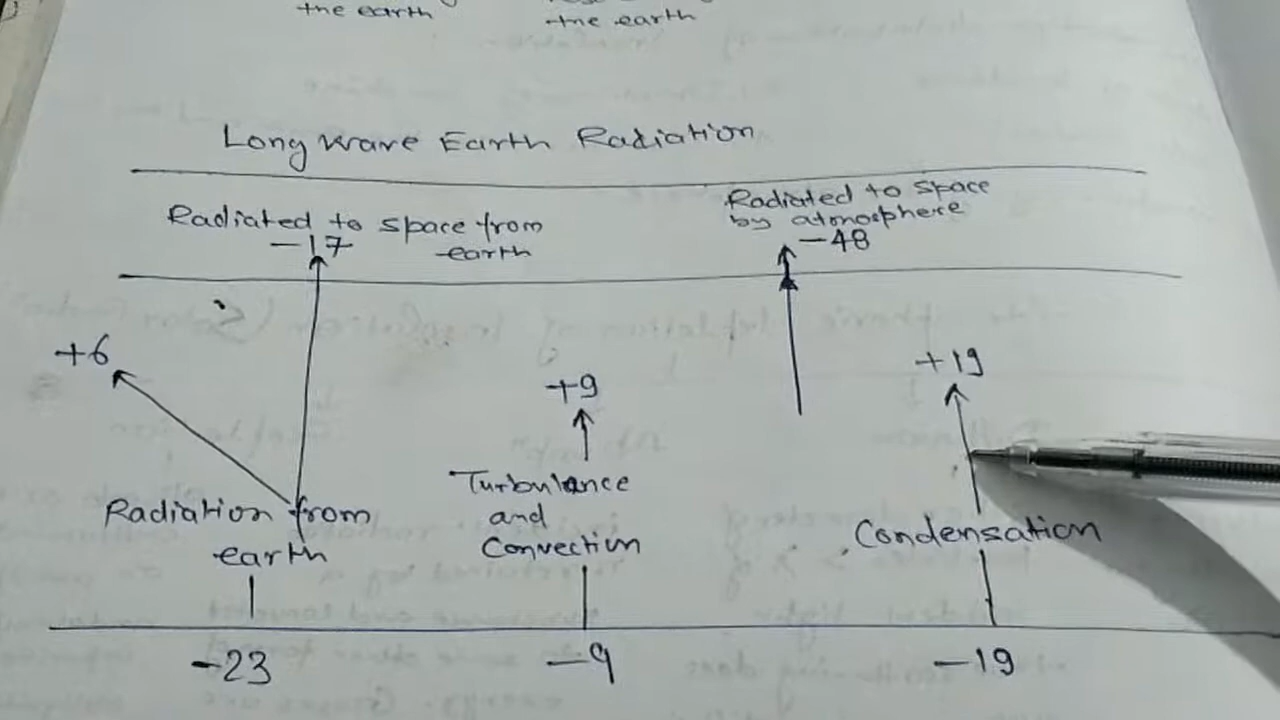 the earth
the earth
Long wave Earth Radiation
Radiated to space from
earth
-17
Radiated to space
by atmosphere
-48
+6
+9
+19
Radiation from
earth
Turbulance
and
Convection
Condensation
-23
-9
-19